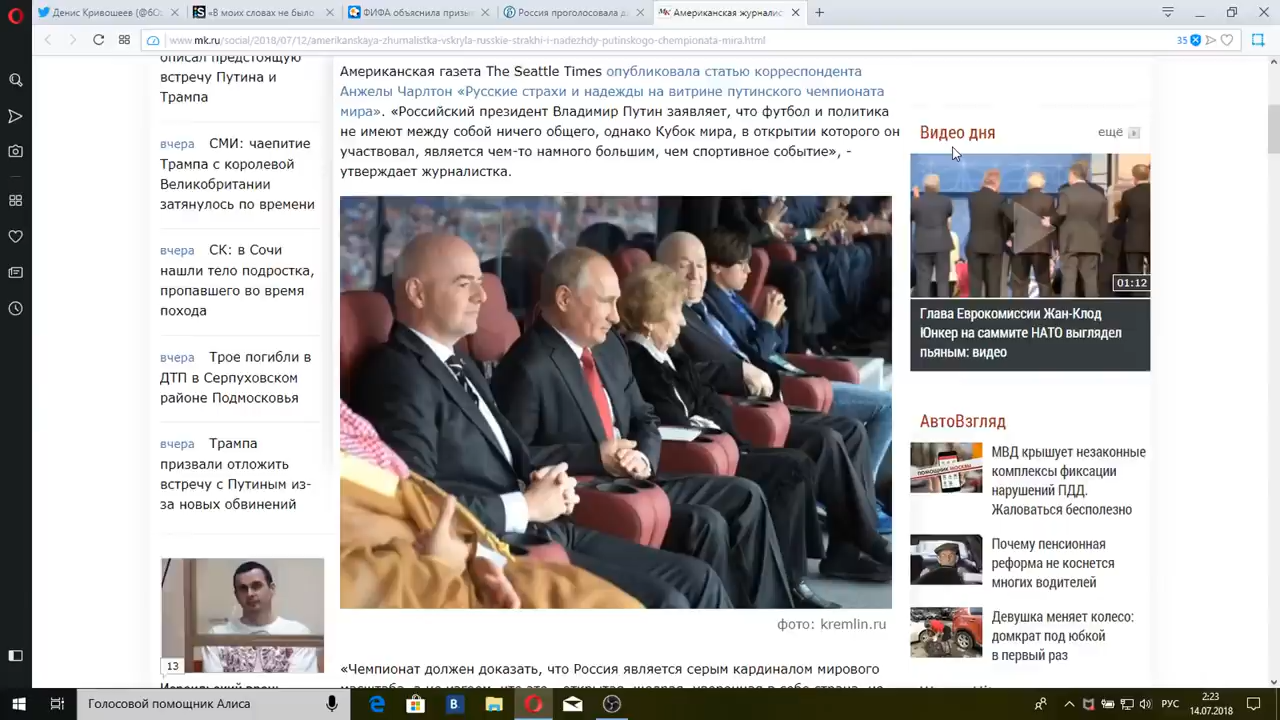 Денис Кривошеев (@6Oz
«В моих словах не было
ФИФА объяснила призы
Россия проголосовала д
Американская журналис
www.mk.ru/social/2018/07/12/amerikanskaya-zhurnalistka-vskryla-russkie-strakhi-i-nadezhdy-putinskogo-chempionata-mira.html
35
описал предстоящую
встречу Путина и
Трампа
вчера СМИ: чаепитие
Трампа с королевой
Великобритании
затянулось по времени
вчера СК: в Сочи
нашли тело подростка,
пропавшего во время
похода
вчера Трое погибли в
ДТП в Серпуховском
районе Подмосковья
вчера Трампа
призвали отложить
встречу с Путиным из-
за новых обвинений
13
Американская газета The Seattle Times опубликовала статью корреспондента
Анжелы Чарлтон «Русские страхи и надежды на витрине путинского чемпионата
мира». «Российский президент Владимир Путин заявляет, что футбол и политика
не имеют между собой ничего общего, однако Кубок мира, в открытии которого он
участвовал, является чем-то намного большим, чем спортивное событие», -
утверждает журналистка.
фото: kremlin.ru
«Чемпионат должен доказать, что Россия является серым кардиналом мирового
Видео дня
ещё
01:12
Глава Еврокомиссии Жан-Клод
Юнкер на саммите НАТО выглядел
пьяным: видео
АвтоВзгляд
МВД крышует незаконные
комплексы фиксации
нарушений ПДД.
Жаловаться бесполезно
Почему пенсионная
реформа не коснется
многих водителей
Девушка меняет колесо:
домкрат под юбкой
в первый раз
Голосовой помощник Алиса
РУС
2:23
14.07.2018